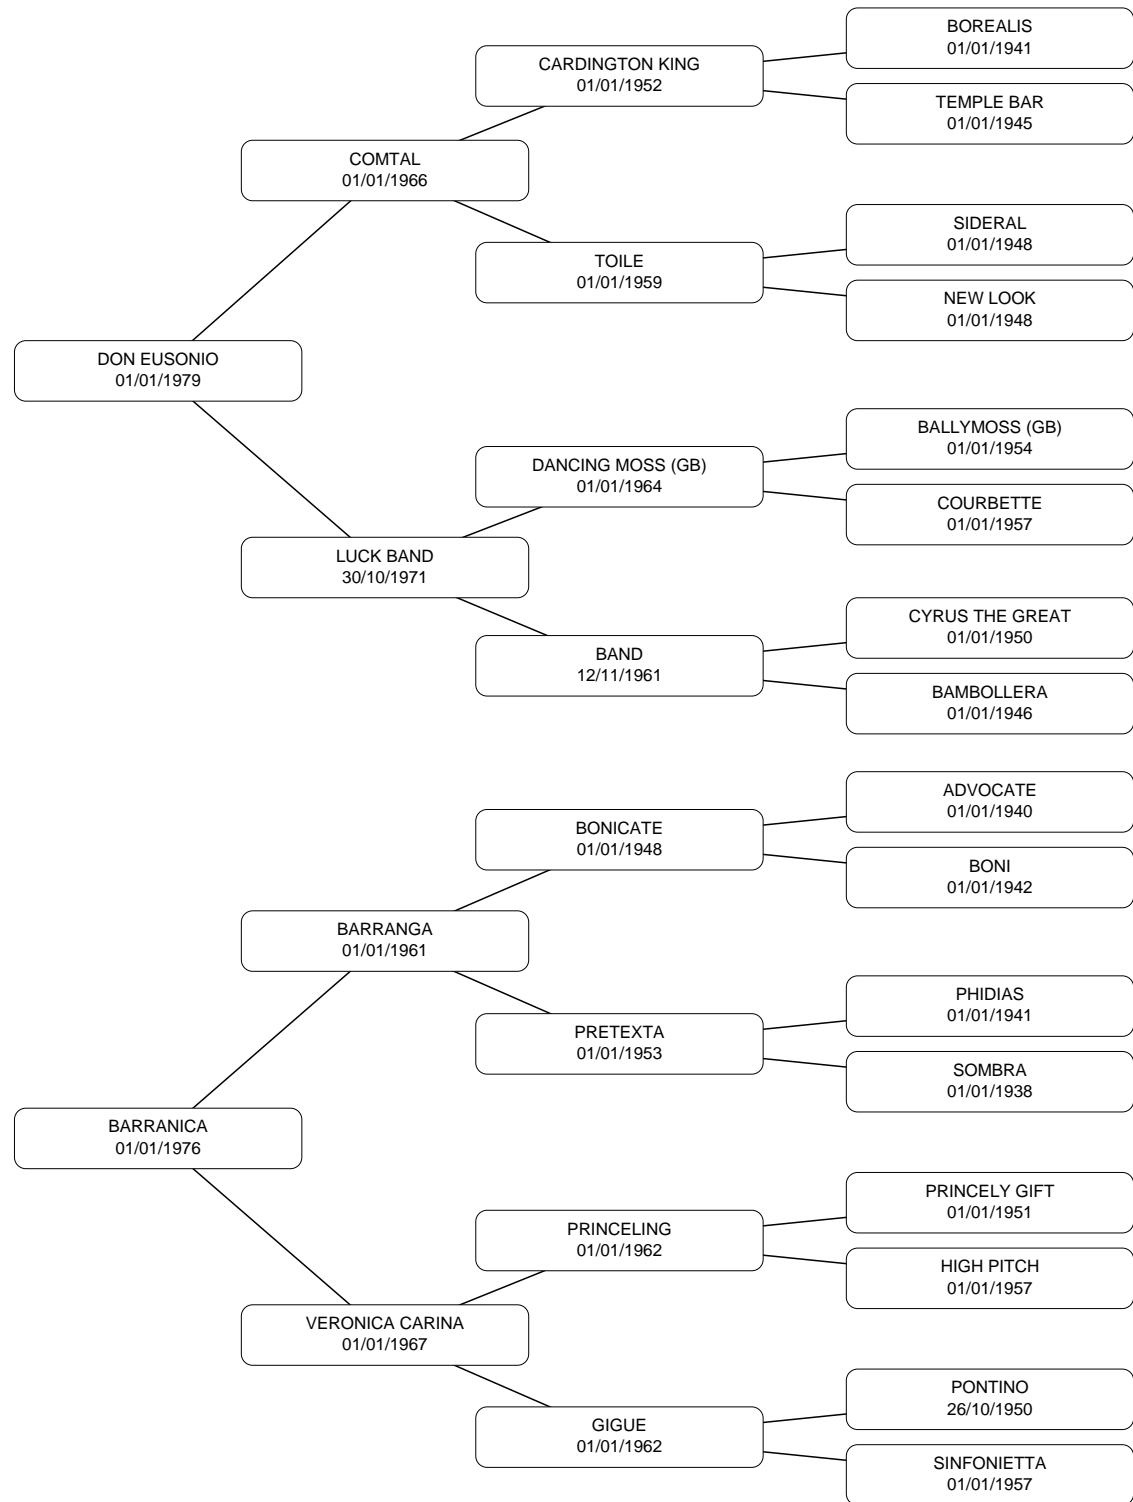 BOREALIS
01/01/1941
CARDINGTON KING
01/01/1952
TEMPLE BAR
01/01/1945
COMTAL
01/01/1966
SIDERAL
01/01/1948
TOILE
01/01/1959
NEW LOOK
01/01/1948
DON EUSONIO
01/01/1979
BALLYMOSS (GB)
01/01/1954
DANCING MOSS (GB)
01/01/1964
COURBETTE
01/01/1957
LUCK BAND
30/10/1971
CYRUS THE GREAT
01/01/1950
BAND
12/11/1961
BAMBOLLERA
01/01/1946
ADVOCATE
01/01/1940
BONICATE
01/01/1948
BONI
01/01/1942
BARRANGA
01/01/1961
PHIDIAS
01/01/1941
PRETEXTA
01/01/1953
SOMBRA
01/01/1938
BARRANICA
01/01/1976
PRINCELY GIFT
01/01/1951
PRINCELING
01/01/1962
HIGH PITCH
01/01/1957
VERONICA CARINA
01/01/1967
PONTINO
26/10/1950
GIGUE
01/01/1962
SINFONIETTA
01/01/1957